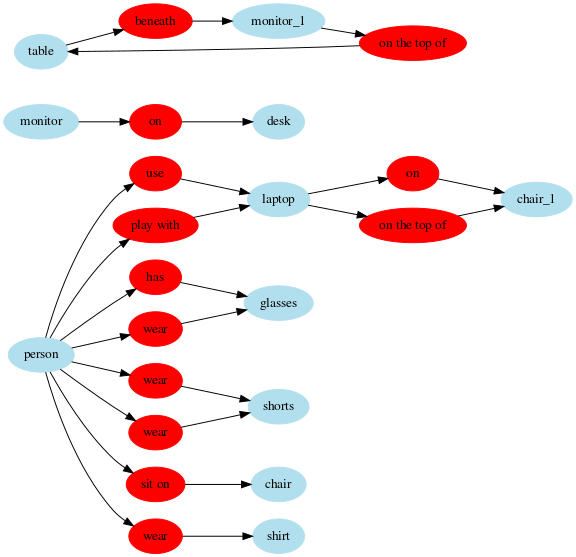 beneath
monitor_1
table
on the top of
monitor
on
desk
use
on
laptop
chair_1
play with
on the top of
has
glasses
wear
person
wear
shorts
wear
sit on
chair
wear
shirt